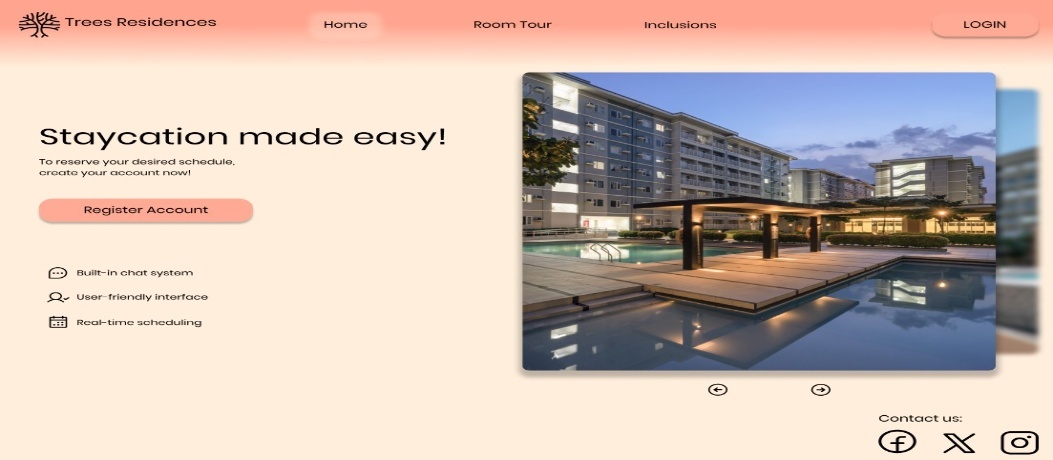 Trees Residences
Home
Room Tour
Inclusions
LOGIN
Staycation made easy!
To reserve your desired schedule,
create your account now!
Register Account
Built-in chat system
User-friendly interface
Real-time scheduling
Contact us: